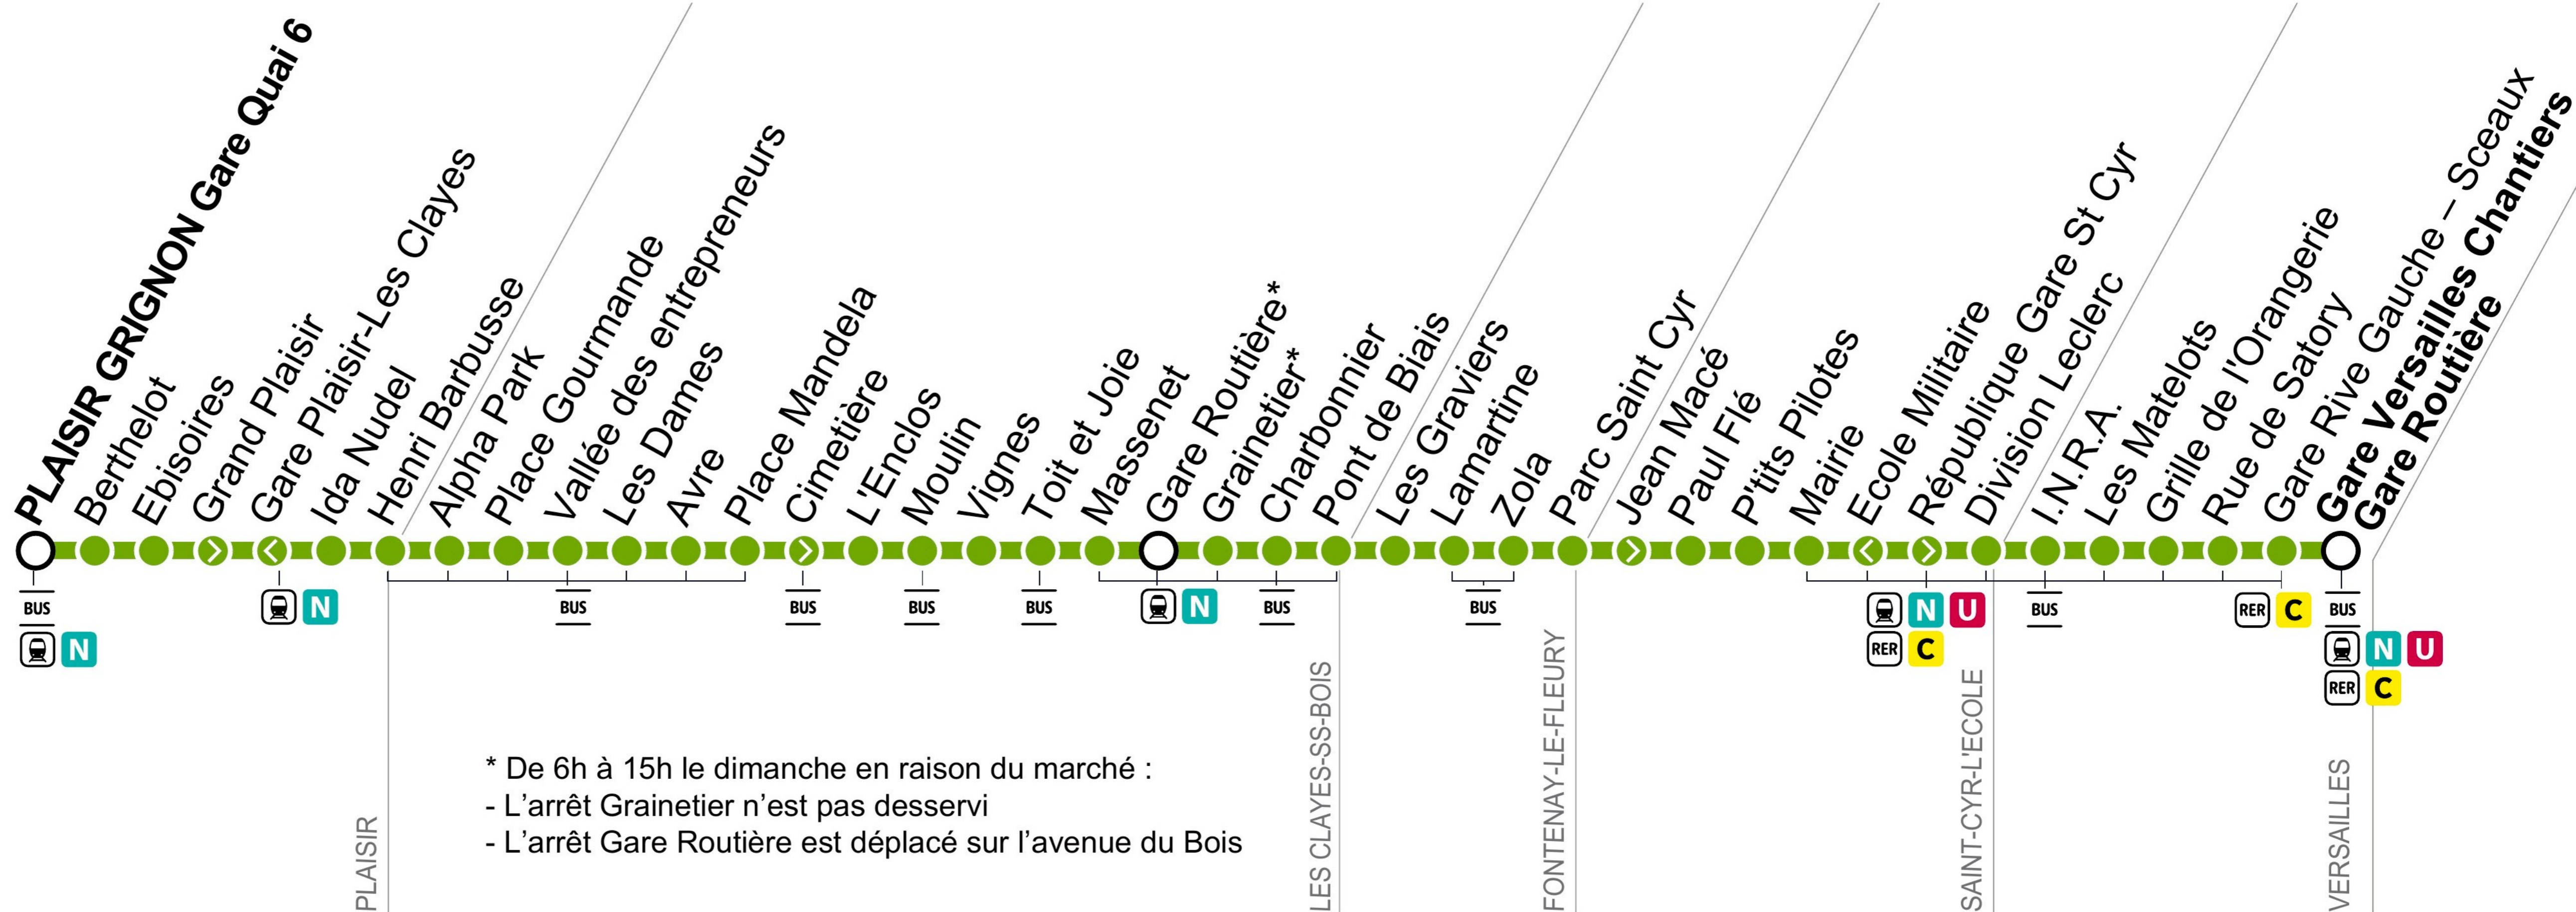 PLAISIR GRIGNON Gare Quai 6
Berthelot
Ebisoires
Grand Plaisir
Gare Plaisir-Les Clayes
Ida Nudel
Henri Barbusse
Alpha Park
Place Gourmande
Vallée des entrepreneurs
Les Dames
Avre
Place Mandela
Cimetière
L'Enclos
Moulin
Vignes
Toit et Joie
Massenet
Gare Routière*
Grainetier*
Charbonnier
Pont de Biais
Les Graviers
Lamartine
Zola
Parc Saint Cyr
Jean Macé
Paul Flé
P'tits Pilotes
Mairie
Ecole Militaire
République Gare St Cyr
Division Leclerc
I.N.R.A.
Les Matelots
Grille de l'Orangerie
Rue de Satory
Gare Rive Gauche – Sceaux
Gare Versailles Chantiers
Gare Routière
BUS
N
N
BUS
BUS
BUS
BUS
N
BUS
BUS
N U
RER C
BUS
RER C
BUS
N U
RER C
PLAISIR
LES CLAYES-SS-BOIS
FONTENAY-LE-FLEURY
SAINT-CYR-L'ECOLE
VERSAILLES
* De 6h à 15h le dimanche en raison du marché :
- L’arrêt Grainetier n’est pas desservi
- L’arrêt Gare Routière est déplacé sur l’avenue du Bois